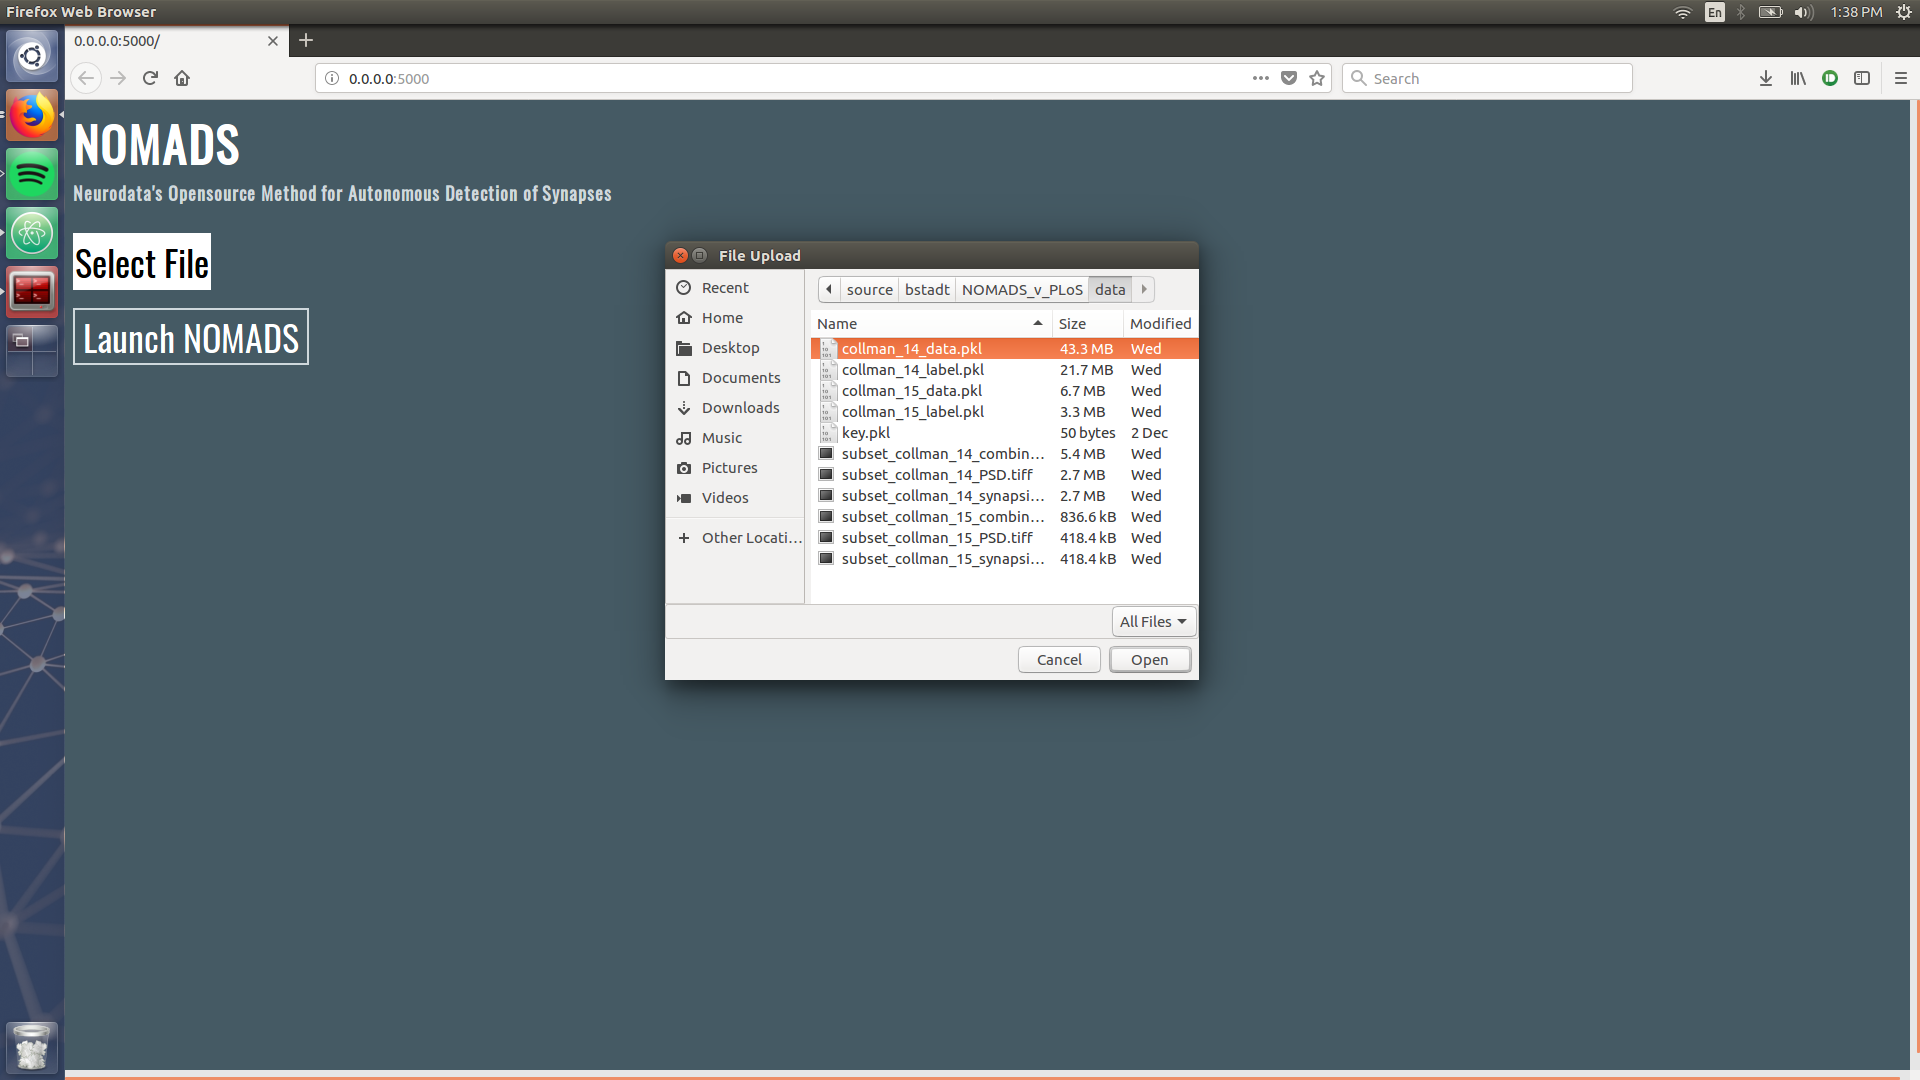 Firefox Web Browser
En
1:38 PM
0.0.0.0:5000/
0.0.0.0:5000
Search
NOMADS
Neurodata's Opensource Method for Autonomous Detection of Synapses
Select File
Launch NOMADS
File Upload
Recent
Home
Desktop
Documents
Downloads
Music
Pictures
Videos
Other Locati...
source bstadt NOMADS_v_PLoS data
Name Size Modified
collman_14_data.pkl 43.3 MB Wed
collman_14_label.pkl 21.7 MB Wed
collman_15_data.pkl 6.7 MB Wed
collman_15_label.pkl 3.3 MB Wed
key.pkl 50 bytes 2 Dec
subset_collman_14_combin... 5.4 MB Wed
subset_collman_14_PSD.tiff 2.7 MB Wed
subset_collman_14_synapsi... 2.7 MB Wed
subset_collman_15_combin... 836.6 kB Wed
subset_collman_15_PSD.tiff 418.4 kB Wed
subset_collman_15_synapsi... 418.4 kB Wed
All Files
Cancel Open